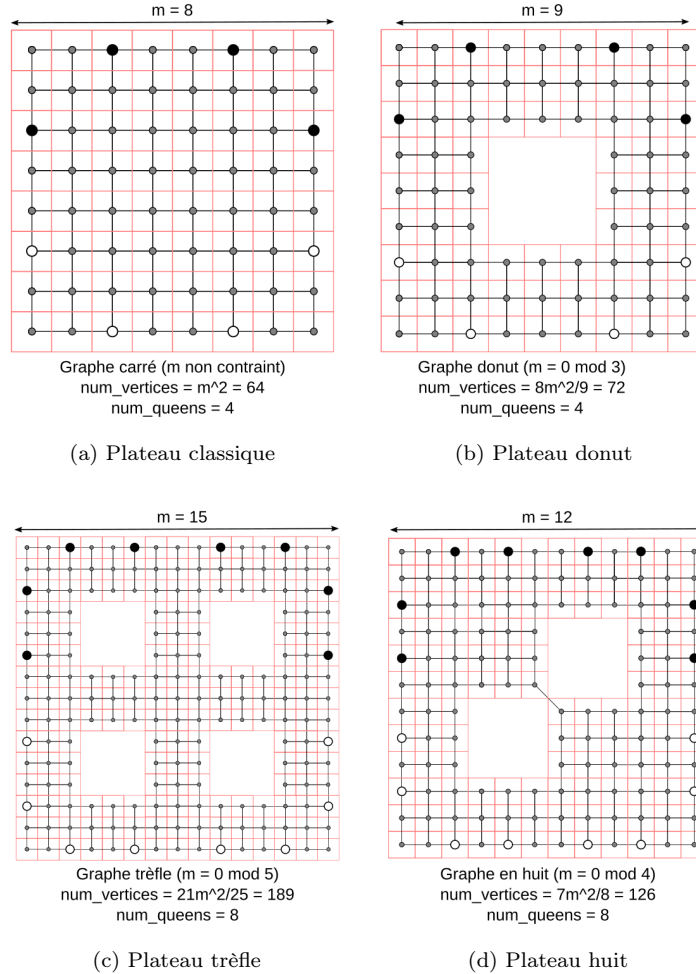 m = 8
m = 9
Graphe carré (m non contraint)
num_vertices = m^2 = 64
num_queens = 4
Graphe donut (m = 0 mod 3)
num_vertices = 8m^2/9 = 72
num_queens = 4
(a) Plateau classique
(b) Plateau donut
m = 15
m = 12
Graphe trèfle (m = 0 mod 5)
num_vertices = 21m^2/25 = 189
num_queens = 8
Graphe en huit (m = 0 mod 4)
num_vertices = 7m^2/8 = 126
num_queens = 8
(c) Plateau trèfle
(d) Plateau huit